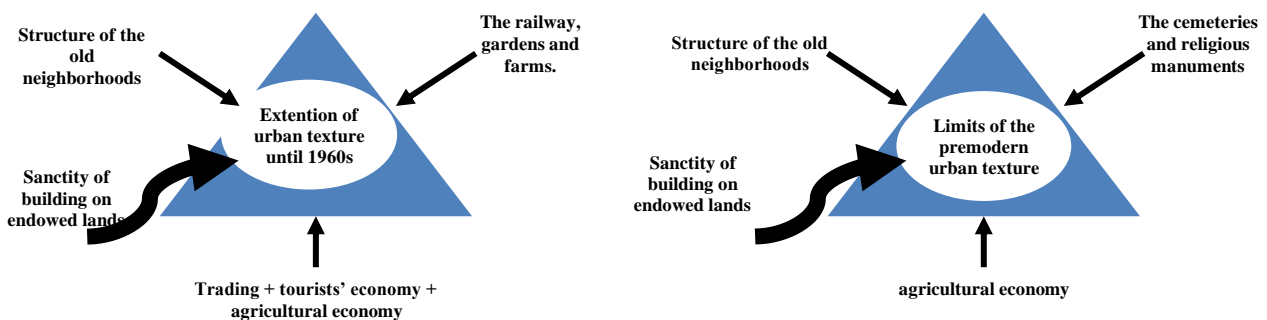 Structure of the
old
neighborhoods
The railway,
gardens and
farms.
Extention of
urban texture
until 1960s
Sanctity of
building on
endowed lands
Trading + tourists' economy +
agricultural economy
Structure of the old
neighborhoods
The cemeteries
and religious
manuments
Limits of the
premodern
urban texture
Sanctity of
building on
endowed lands
agricultural economy